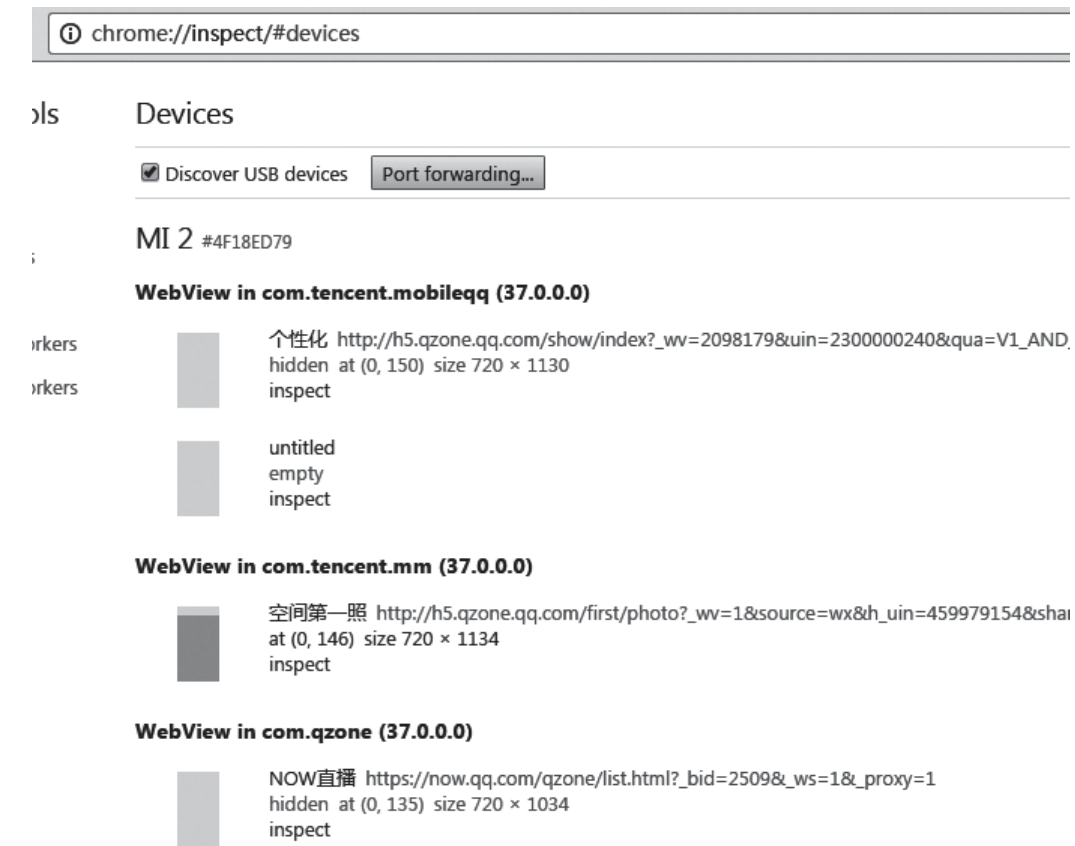 chrome://inspect/#devices
ols
Devices
Discover USB devices
Port forwarding...
MI 2 #4F18ED79
s
WebView in com.tencent.mobileqq (37.0.0.0)
个性化 http://h5.qzone.qq.com/show/index?_wv=2098179&uin=2300000240&qua=V1_AND_
orkers
hidden at (0, 150) size 720 × 1130
orkers
inspect
untitled
empty
inspect
WebView in com.tencent.mm (37.0.0.0)
空间第一照 http://h5.qzone.qq.com/first/photo?_wv=1&source=wx&h_uin=459979154&shar
at (0, 146) size 720 × 1134
inspect
WebView in com.qzone (37.0.0.0)
NOW直播 https://now.qq.com/qzone/list.html?_bid=2509&_ws=1&_proxy=1
hidden at (0, 135) size 720 × 1034
inspect